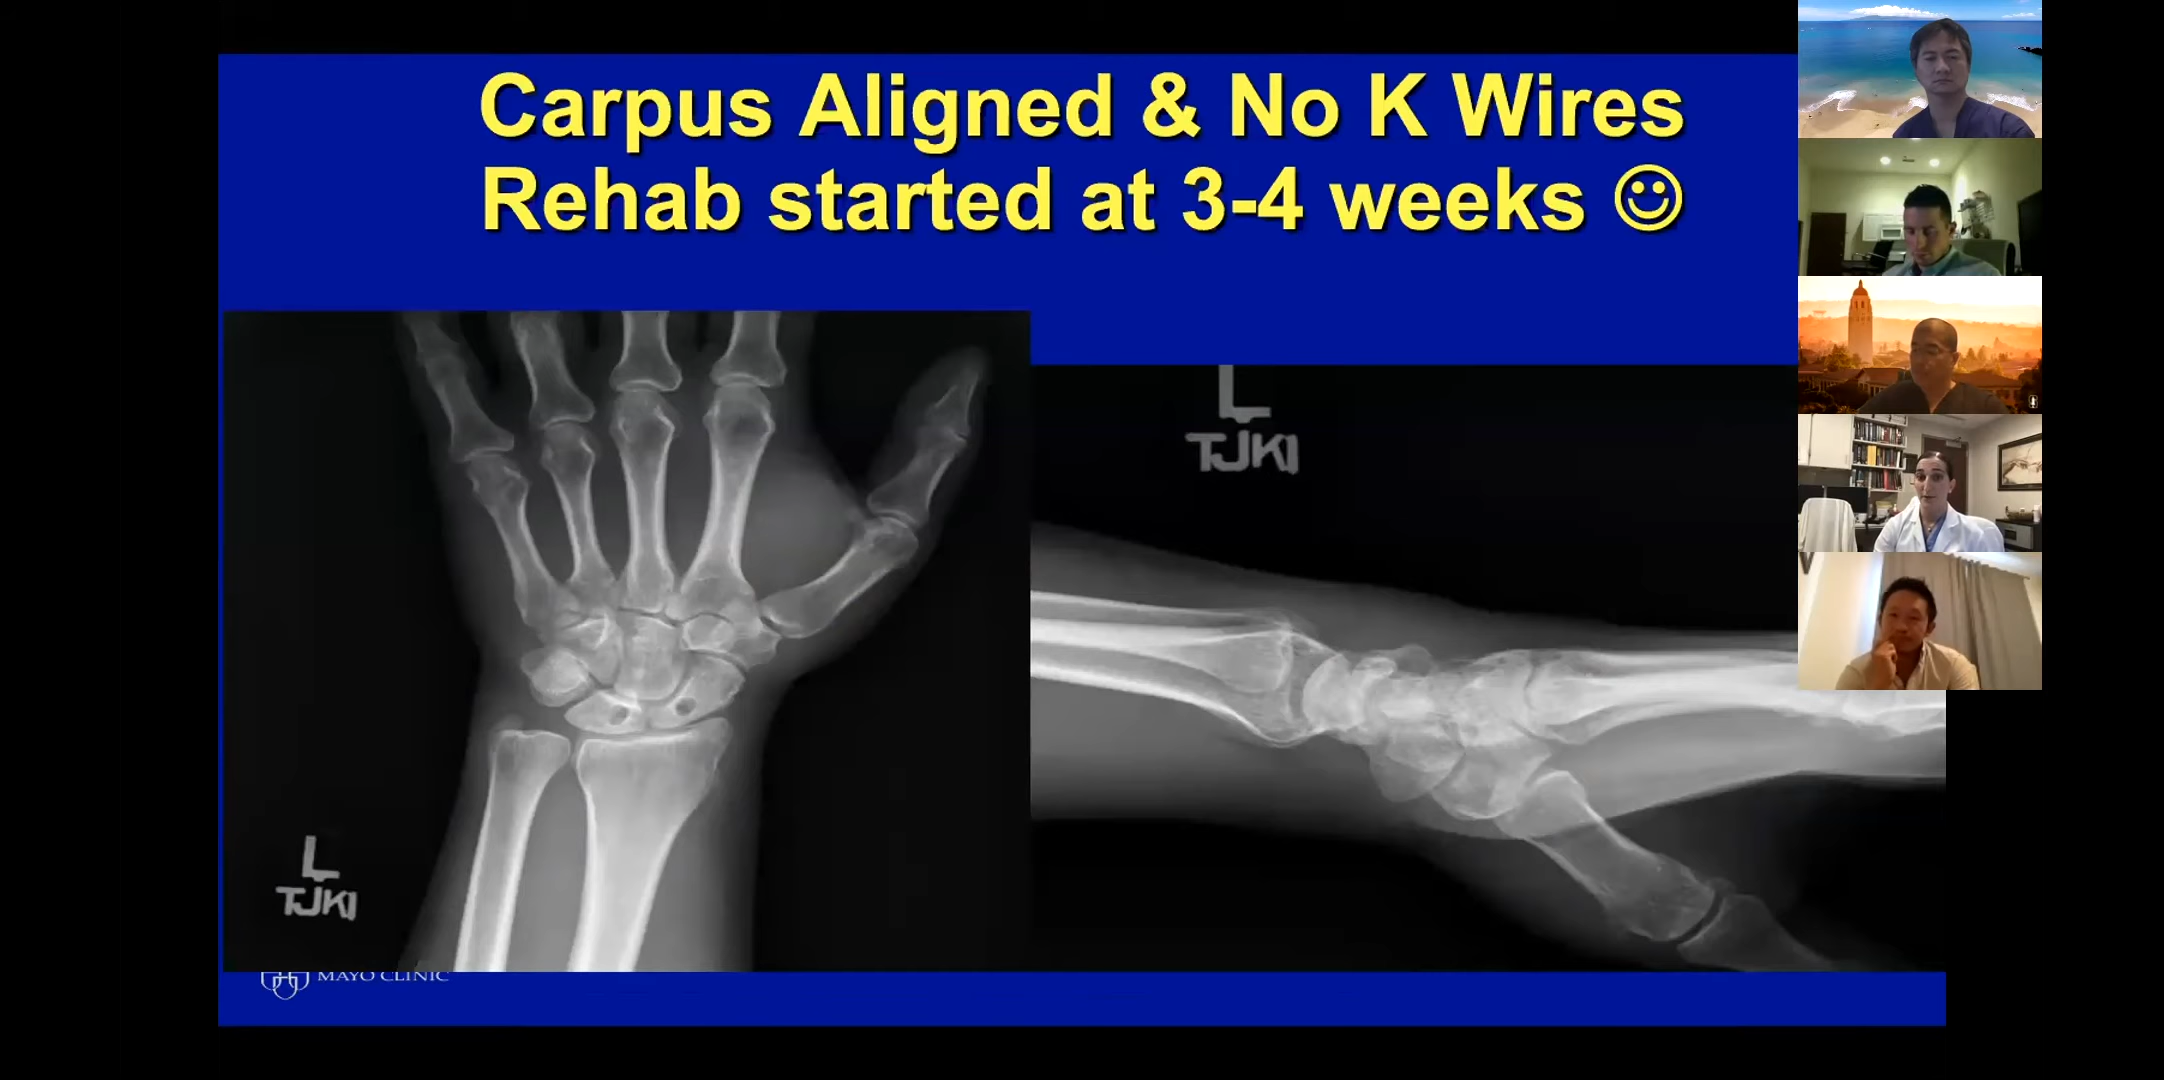 Carpus Aligned & No K Wires
Rehab started at 3-4 weeks ☺
L
TJKI
L
TJKI
MAYO CLINIC